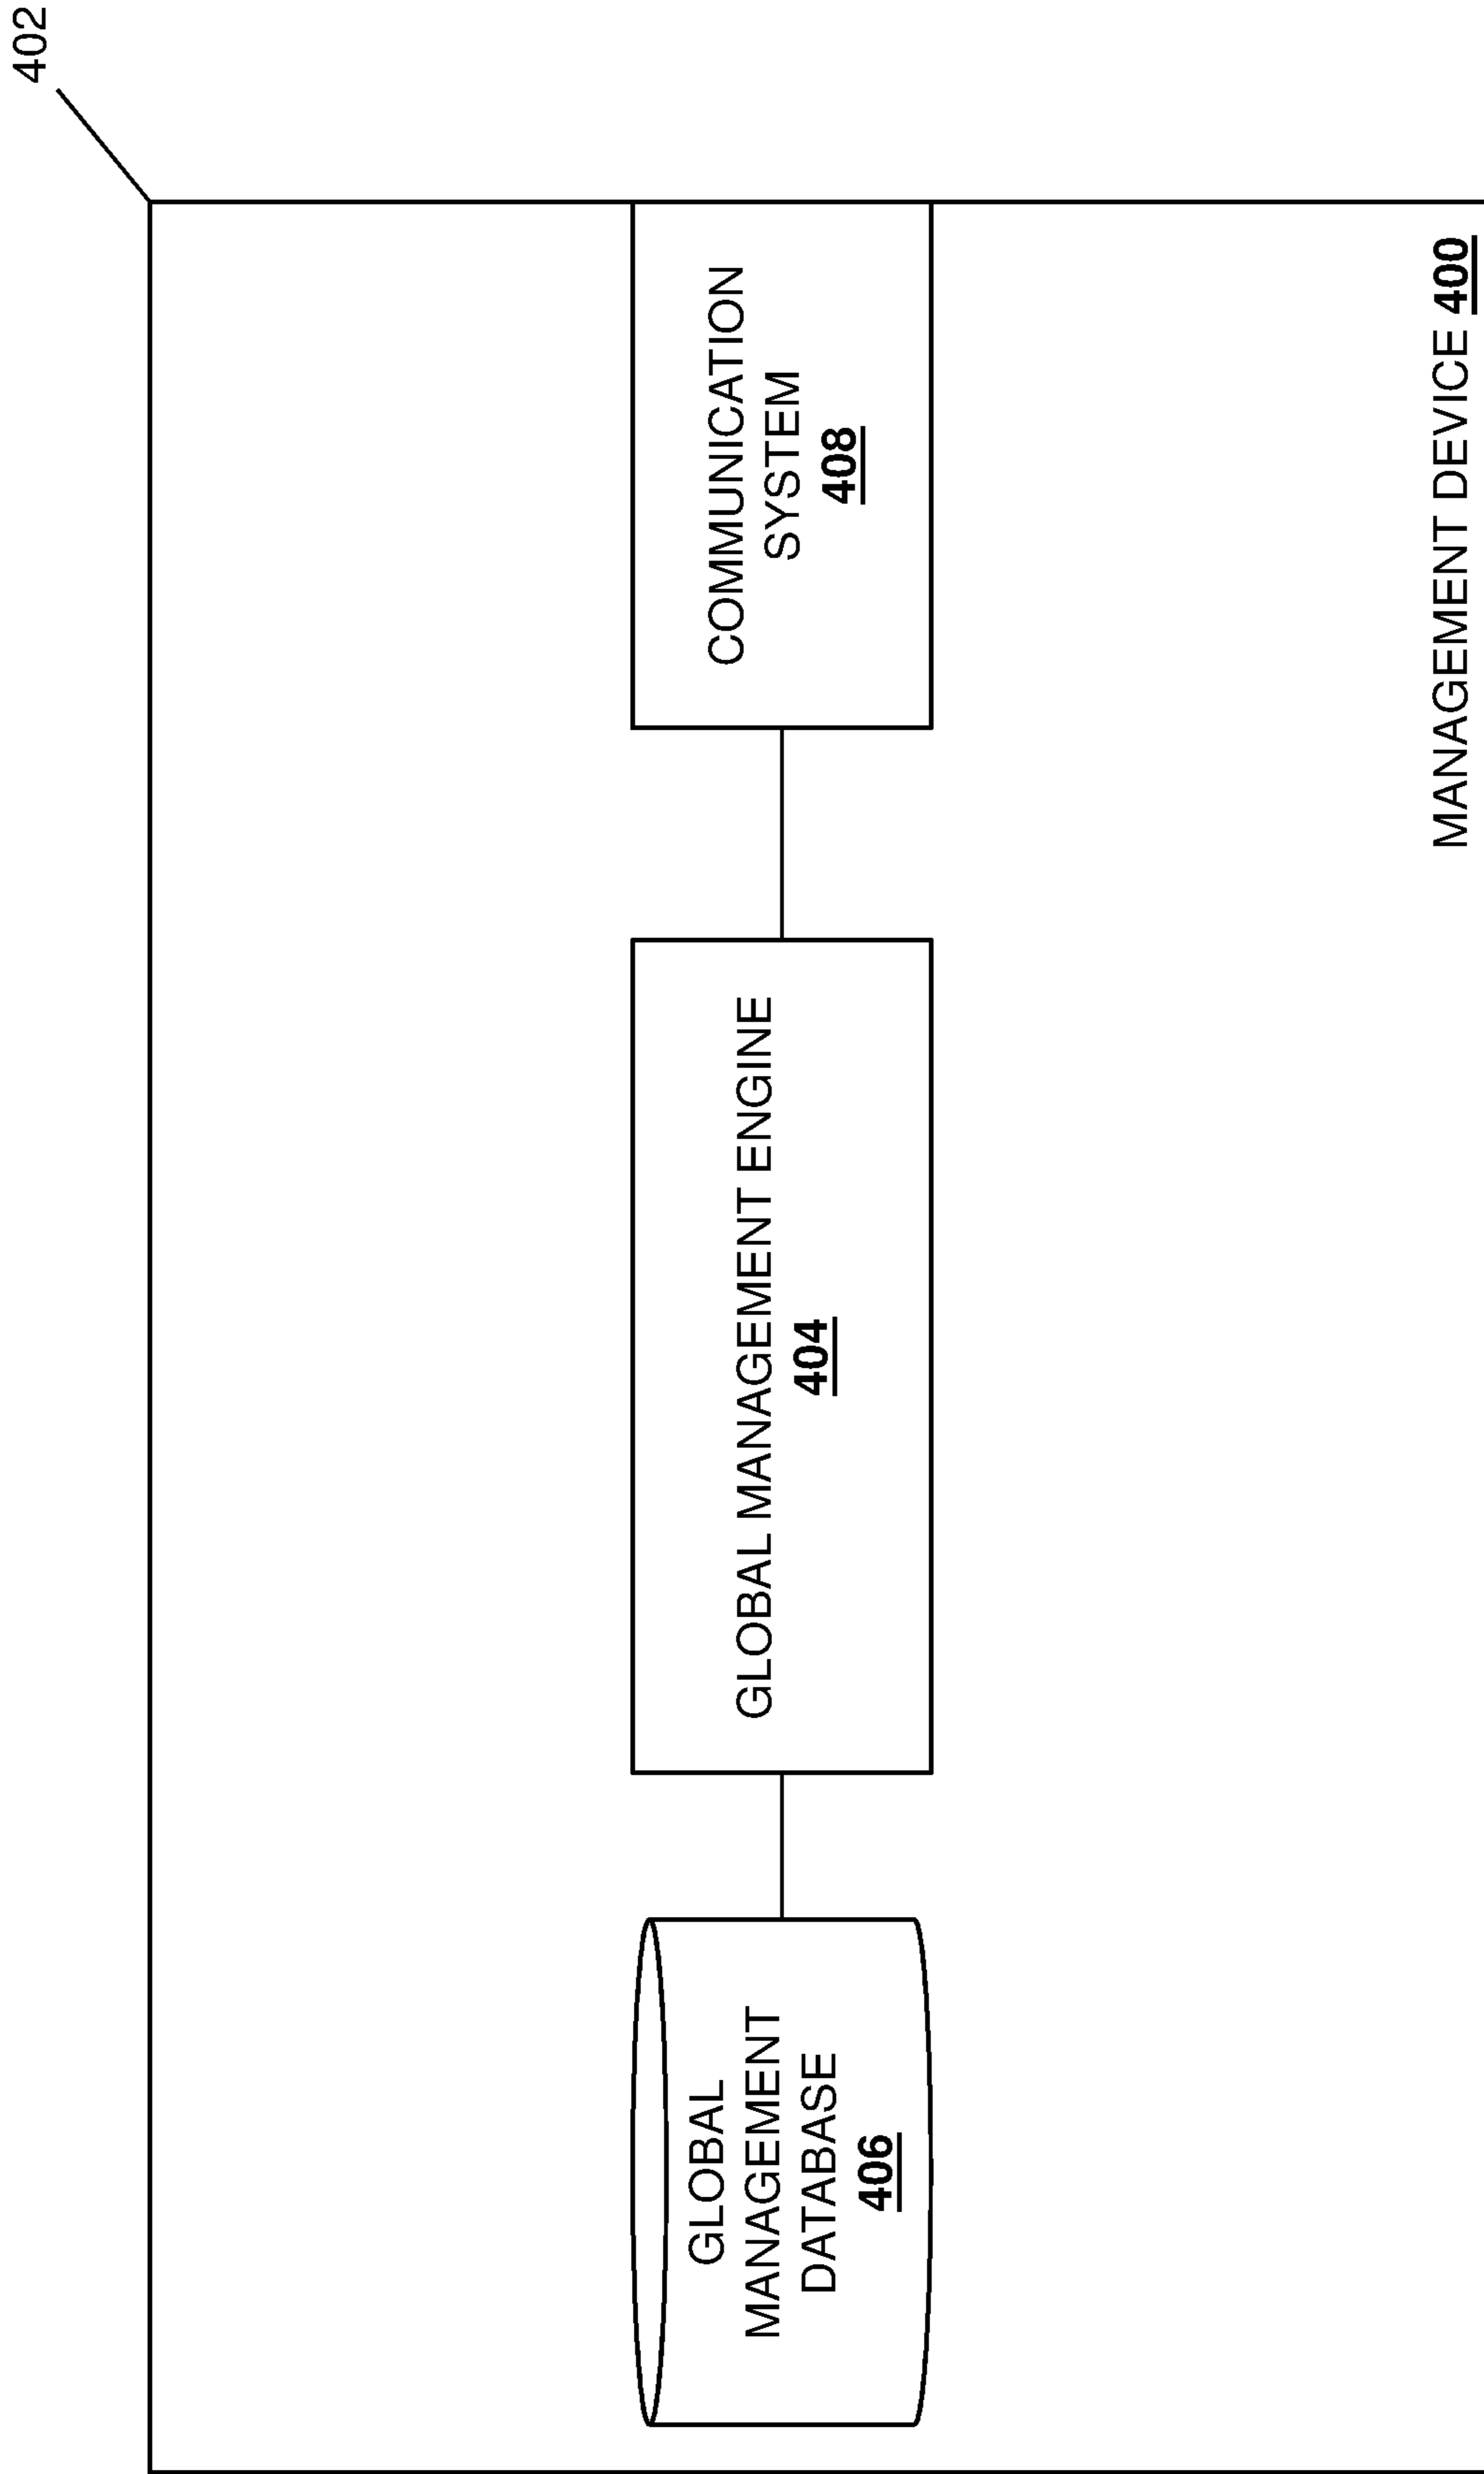 402
GLOBAL
MANAGEMENT
DATABASE
406
GLOBAL MANAGEMENT ENGINE
404
COMMUNICATION
SYSTEM
408
MANAGEMENT DEVICE 400